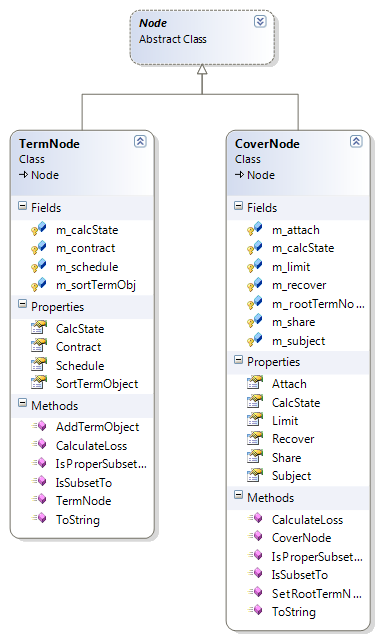 Node
Abstract Class
TermNode
Class
Node
Fields
m_calcState
m_contract
m_schedule
m_sortTermObj
Properties
CalcState
Contract
Schedule
SortTermObject
Methods
AddTermObject
CalculateLoss
IsProperSubset...
IsSubsetTo
TermNode
ToString
CoverNode
Class
Node
Fields
m_attach
m_calcState
m_limit
m_recover
m_rootTermNo...
m_share
m_subject
Properties
Attach
CalcState
Limit
Recover
Share
Subject
Methods
CalculateLoss
CoverNode
IsProperSubset...
IsSubsetTo
SetRootTermN...
ToString